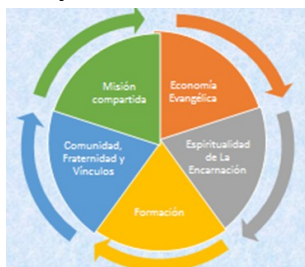 Misión
compartida
Economía
Evangélica
Comunidad,
Fraternidad y
Vínculos
Espiritualidad
de La
Encarnación
Formación